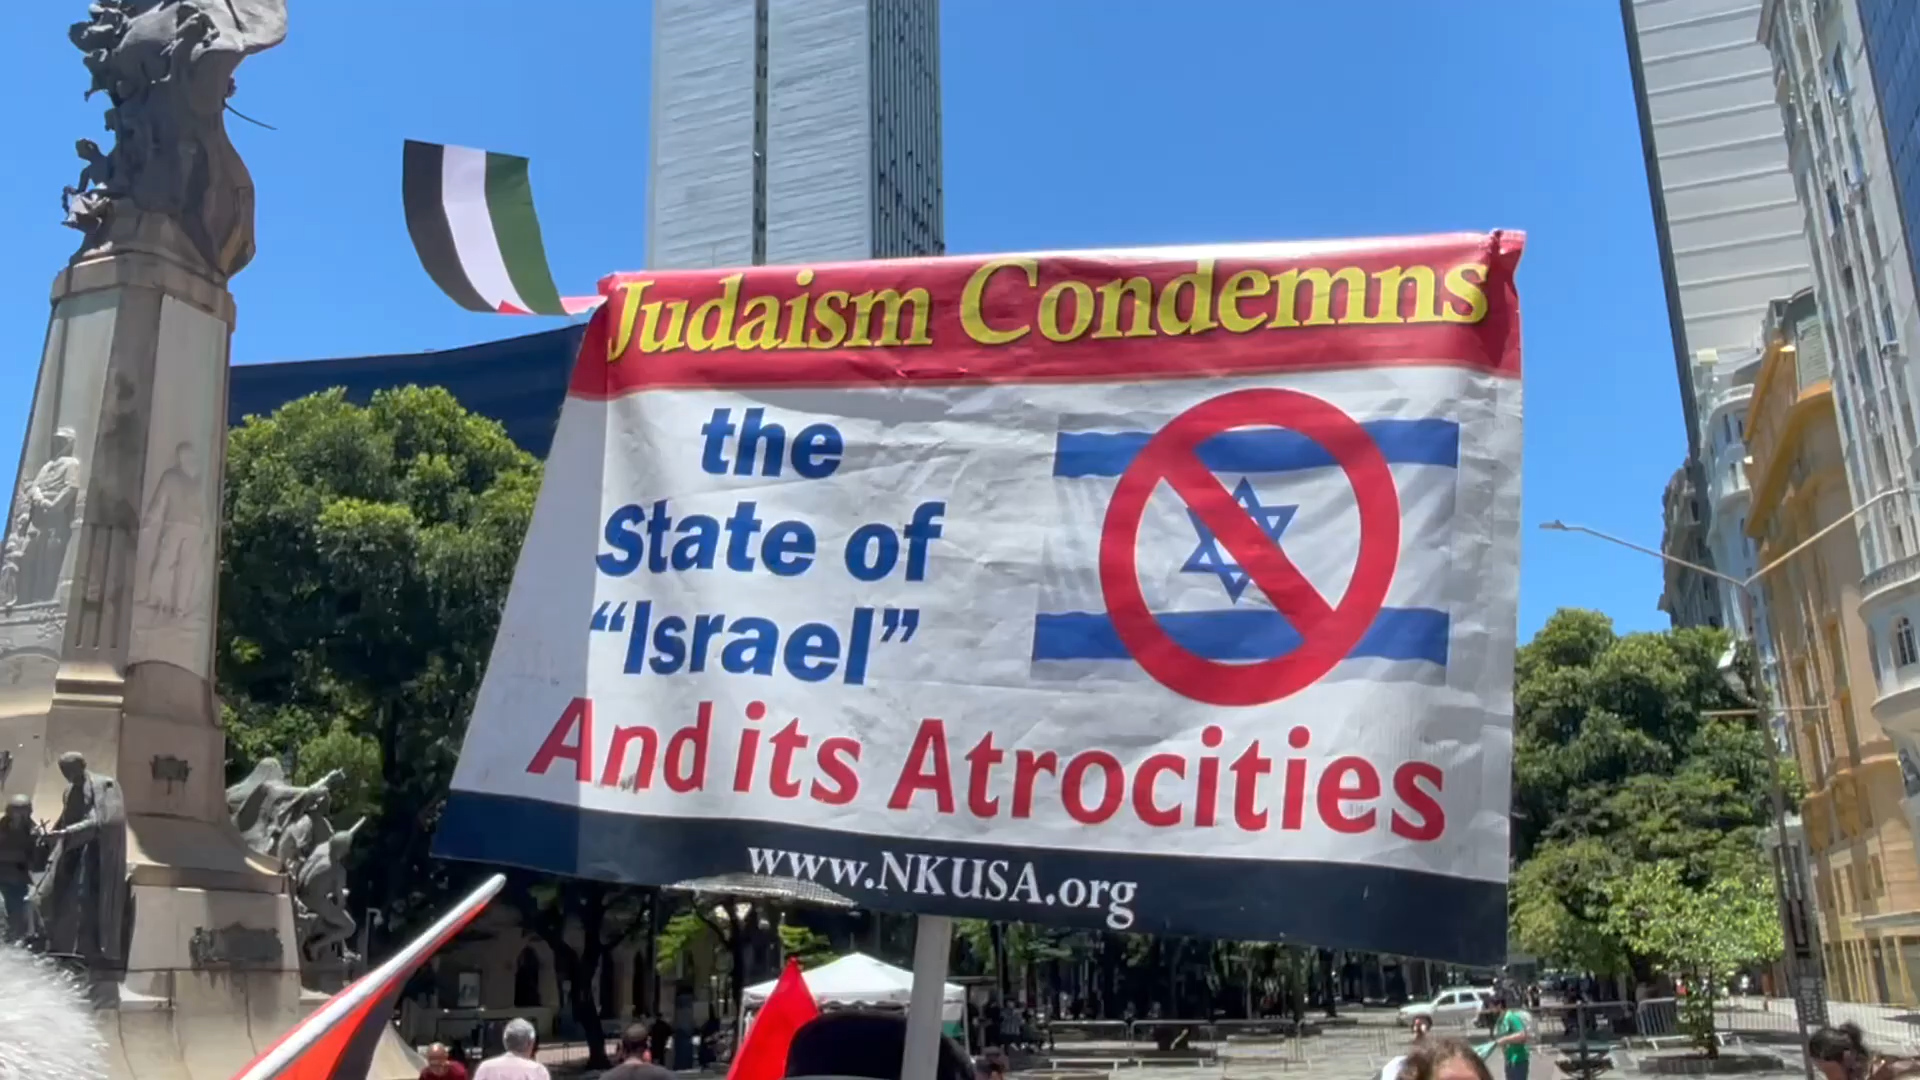 Judaism Condemns
the
State of
“Israel”
And its Atrocities
www.NKUSA.org